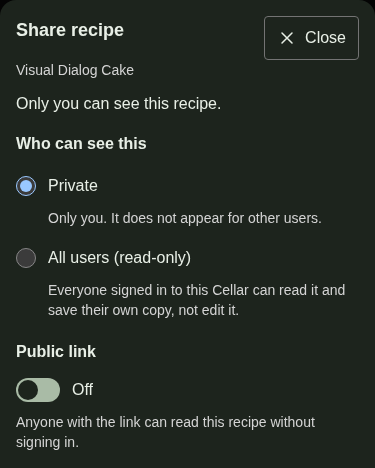 Share recipe
Close
Visual Dialog Cake
Only you can see this recipe.
Who can see this
Private
Only you. It does not appear for other users.
All users (read-only)
Everyone signed in to this Cellar can read it and
save their own copy, not edit it.
Public link
Off
Anyone with the link can read this recipe without
signing in.